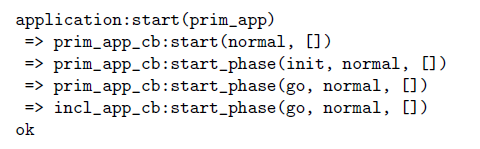 application:start(prim_app)
=> prim_app_cb:start(normal, [])
=> prim_app_cb:start_phase(init, normal, [])
=> prim_app_cb:start_phase(go, normal, [])
=> incl_app_cb:start_phase(go, normal, [])
ok